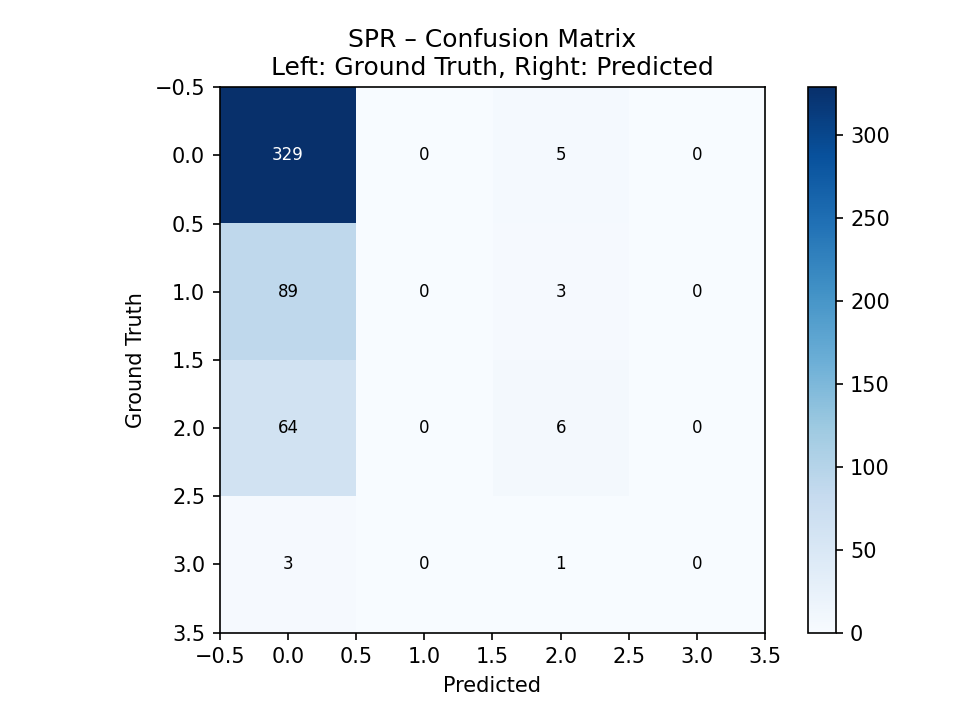 SPR – Confusion Matrix
Left: Ground Truth, Right: Predicted
Ground Truth
−0.5
0.0
0.5
1.0
1.5
2.0
2.5
3.0
3.5
329 0 5 0
89 0 3 0
64 0 6 0
3 0 1 0
−0.5 0.0 0.5 1.0 1.5 2.0 2.5 3.0 3.5
Predicted
300
250
200
150
100
50
0